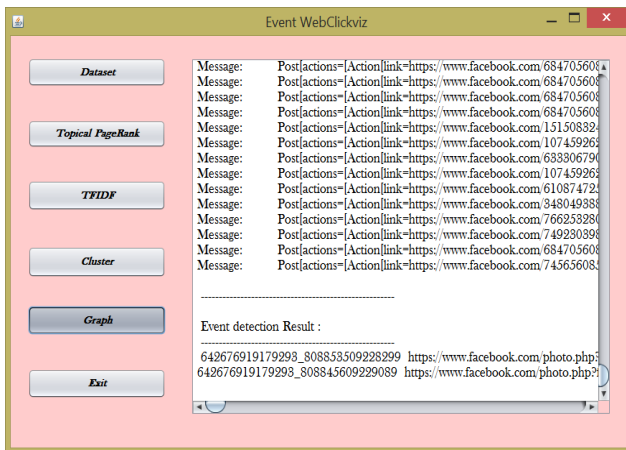 Event WebClickviz
Dataset
Topical PageRank
TFIDF
Cluster
Graph
Exit
Message: Post[actions=[Action[link=https://www.facebook.com/684705608
Message: Post[actions=[Action[link=https://www.facebook.com/684705608
Message: Post[actions=[Action[link=https://www.facebook.com/684705608
Message: Post[actions=[Action[link=https://www.facebook.com/684705608
Message: Post[actions=[Action[link=https://www.facebook.com/151508324
Message: Post[actions=[Action[link=https://www.facebook.com/107459265
Message: Post[actions=[Action[link=https://www.facebook.com/633306790
Message: Post[actions=[Action[link=https://www.facebook.com/107459265
Message: Post[actions=[Action[link=https://www.facebook.com/610874725
Message: Post[actions=[Action[link=https://www.facebook.com/348049388
Message: Post[actions=[Action[link=https://www.facebook.com/766253280
Message: Post[actions=[Action[link=https://www.facebook.com/749230398
Message: Post[actions=[Action[link=https://www.facebook.com/684705608
Message: Post[actions=[Action[link=https://www.facebook.com/745656085
------------------------------------------------------
Event detection Result :
------------------------------------------------------
642676919179293_808853509228299 https://www.facebook.com/photo.php?
642676919179293_808845609229089 https://www.facebook.com/photo.php?